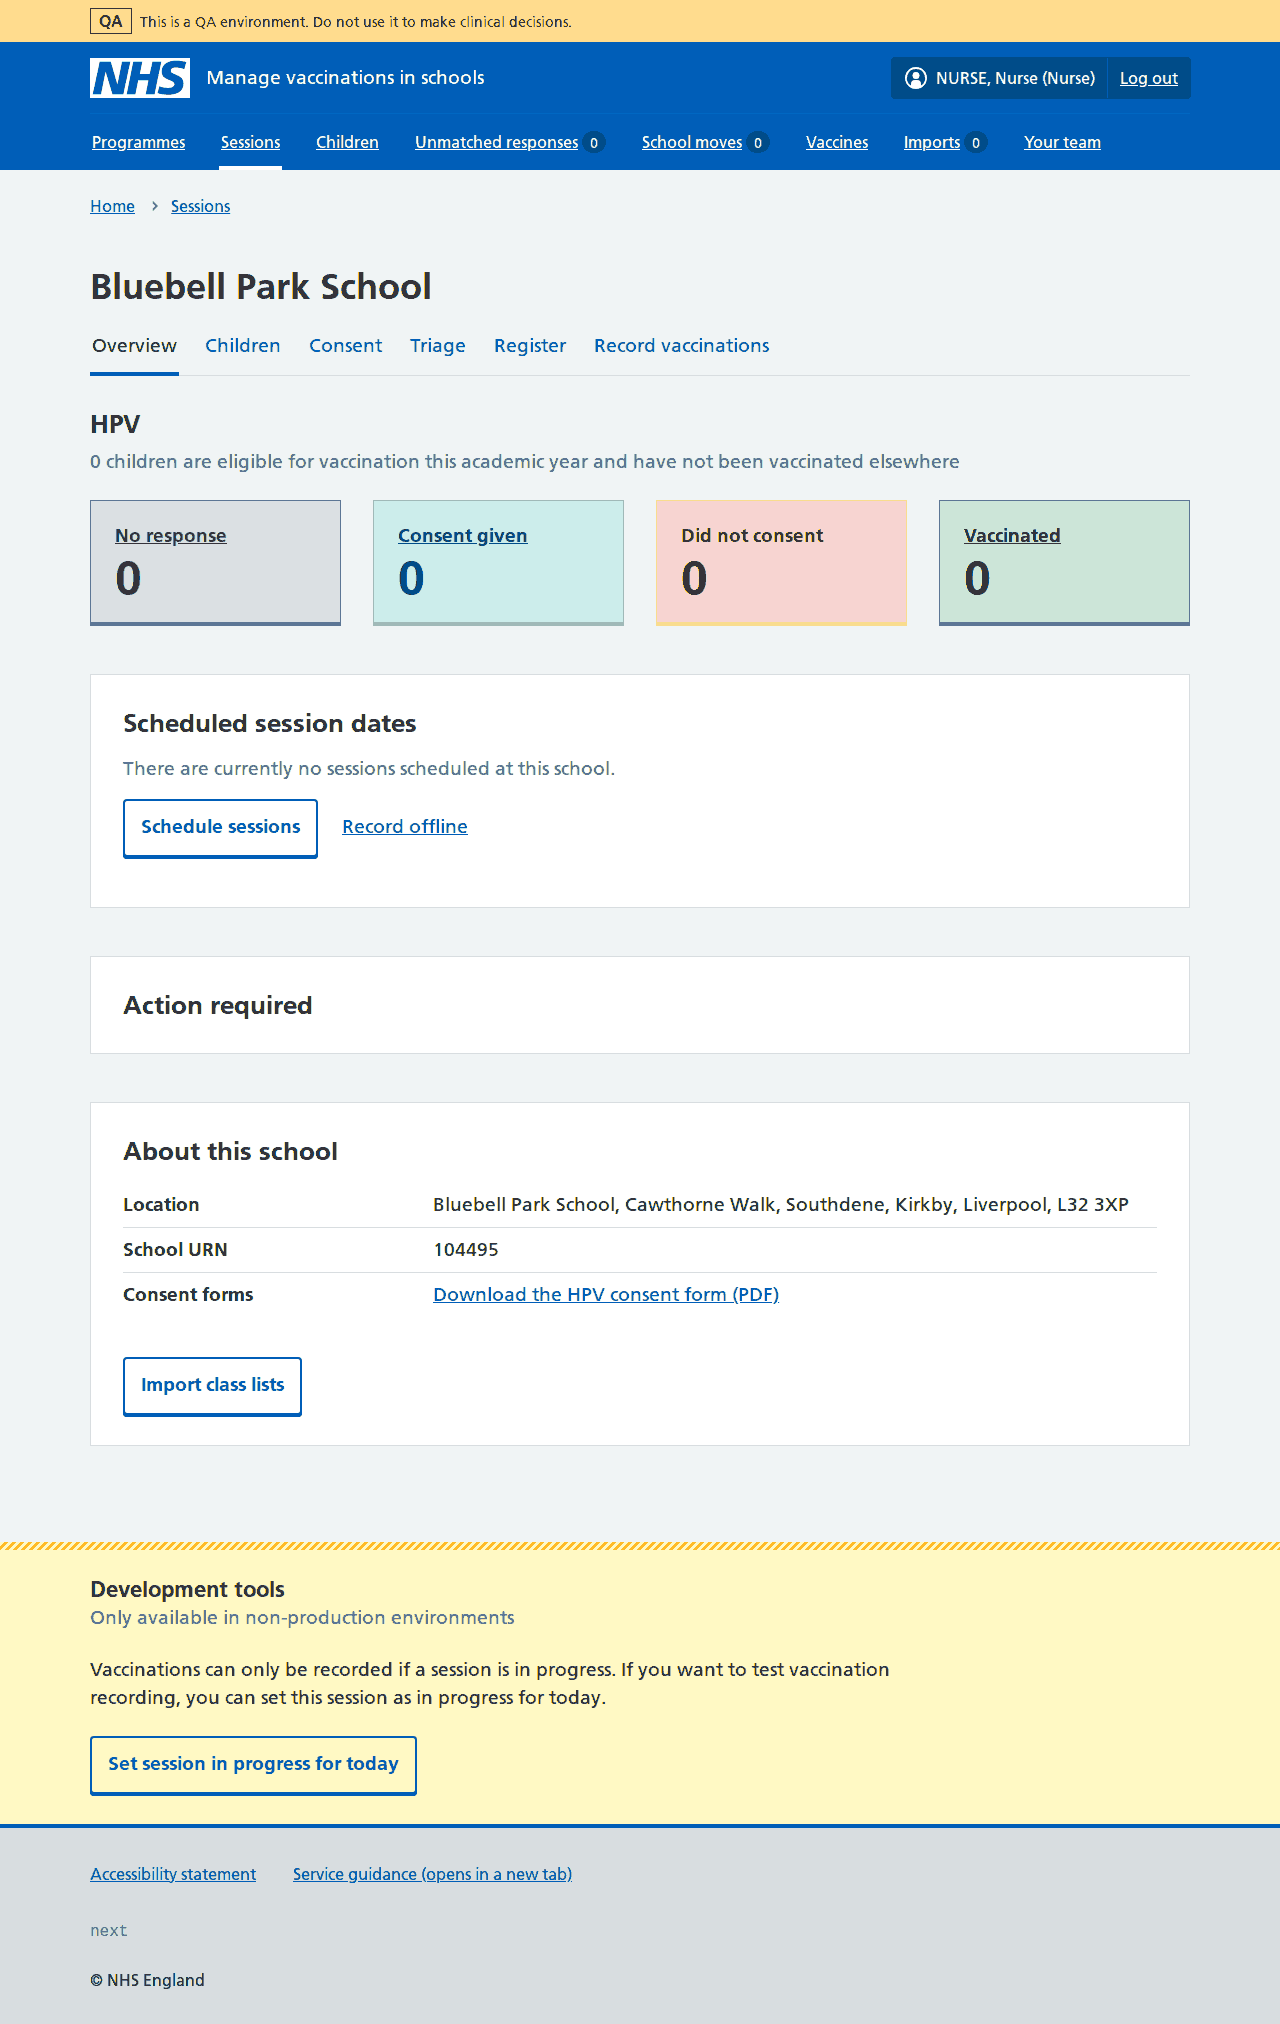 QA This is a QA environment. Do not use it to make clinical decisions.
NHS Manage vaccinations in schools NURSE, Nurse (Nurse) Log out
Programmes Sessions Children Unmatched responses 0 School moves 0 Vaccines Imports 0 Your team
Home Sessions
Bluebell Park School
Overview Children Consent Triage Register Record vaccinations
HPV
0 children are eligible for vaccination this academic year and have not been vaccinated elsewhere
No response Consent given Did not consent Vaccinated
0 0 0 0
Scheduled session dates
There are currently no sessions scheduled at this school.
Schedule sessions Record offline
Action required
About this school
Location Bluebell Park School, Cawthorne Walk, Southdene, Kirkby, Liverpool, L32 3XP
School URN 104495
Consent forms Download the HPV consent form (PDF)
Import class lists
Development tools
Only available in non-production environments
Vaccinations can only be recorded if a session is in progress. If you want to test vaccination
recording, you can set this session as in progress for today.
Set session in progress for today
Accessibility statement Service guidance (opens in a new tab)
next
© NHS England